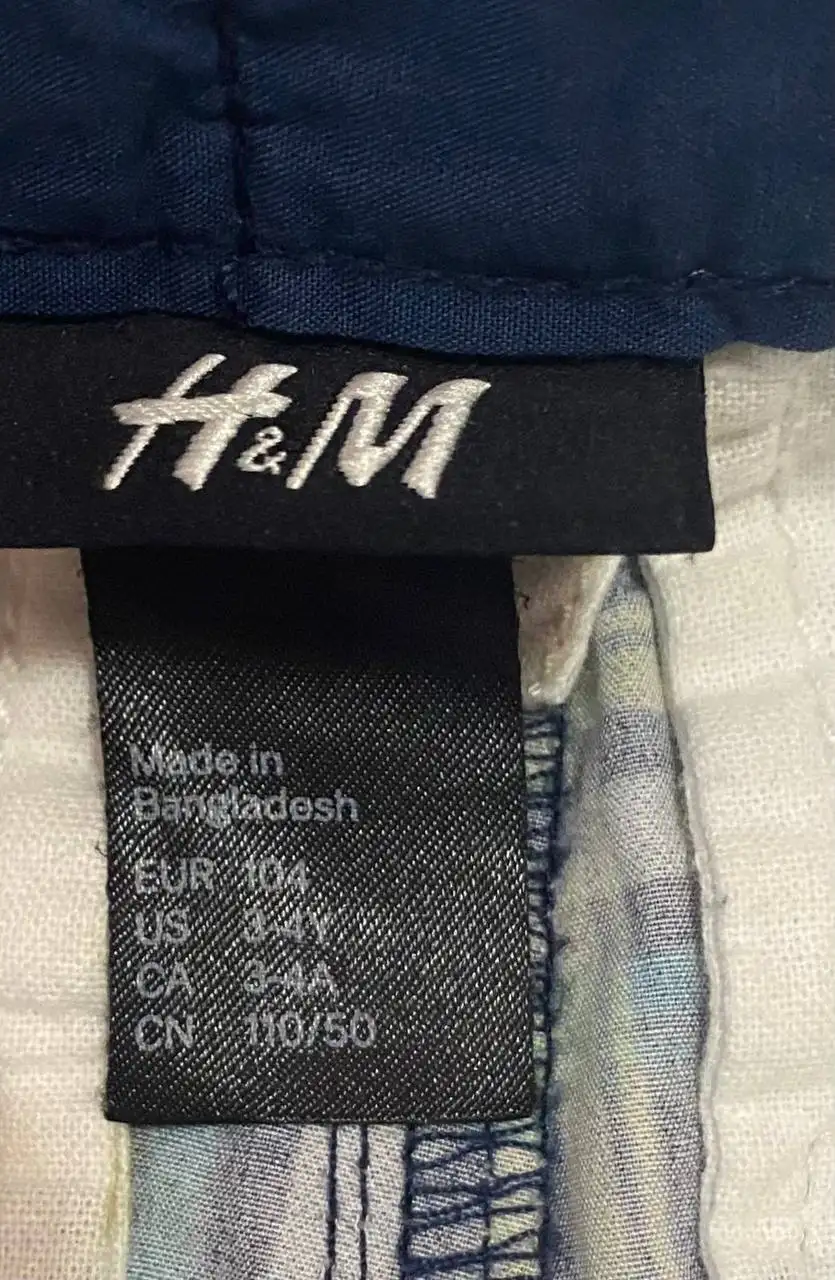 H&M
Made in
Bangladesh
EUR 104
US 3-4Y
CA 3-4A
CN 110/50